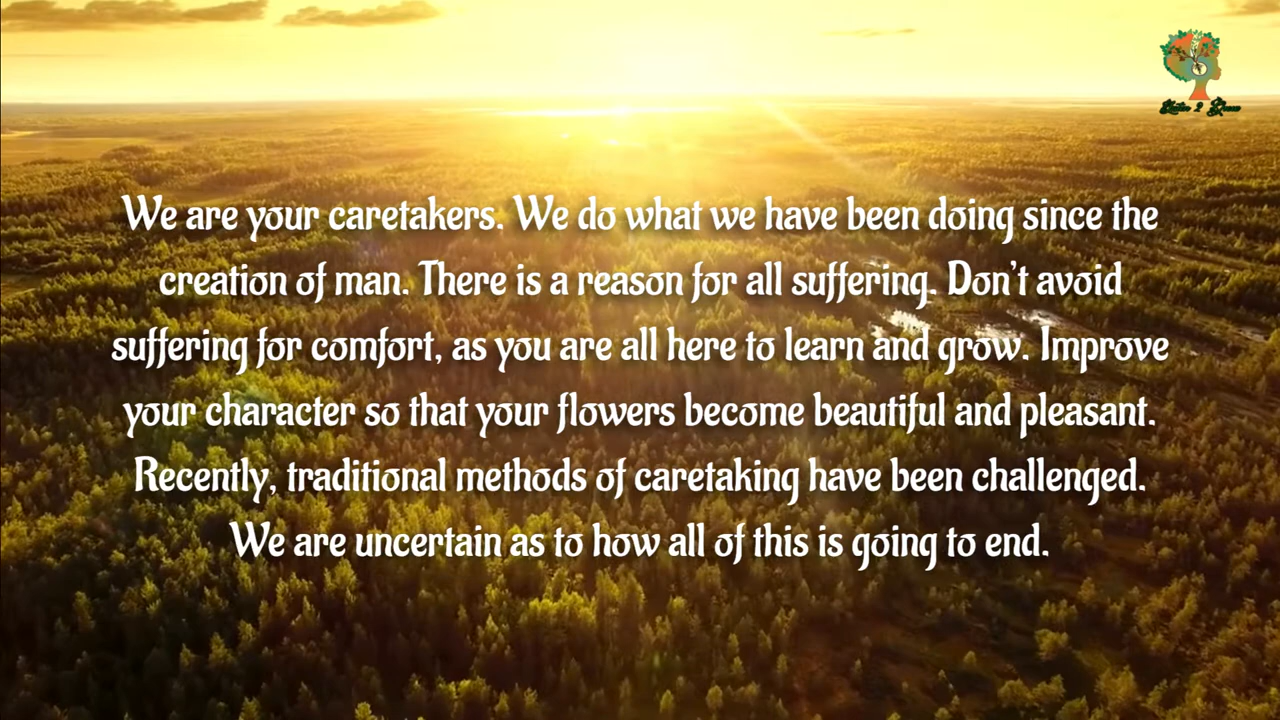 We are your caretakers. We do what we have been doing since the
creation of man. There is a reason for all suffering. Don't avoid
suffering for comfort, as you are all here to learn and grow. Improve
your character so that your flowers become beautiful and pleasant.
Recently, traditional methods of caretaking have been challenged.
We are uncertain as to how all of this is going to end.